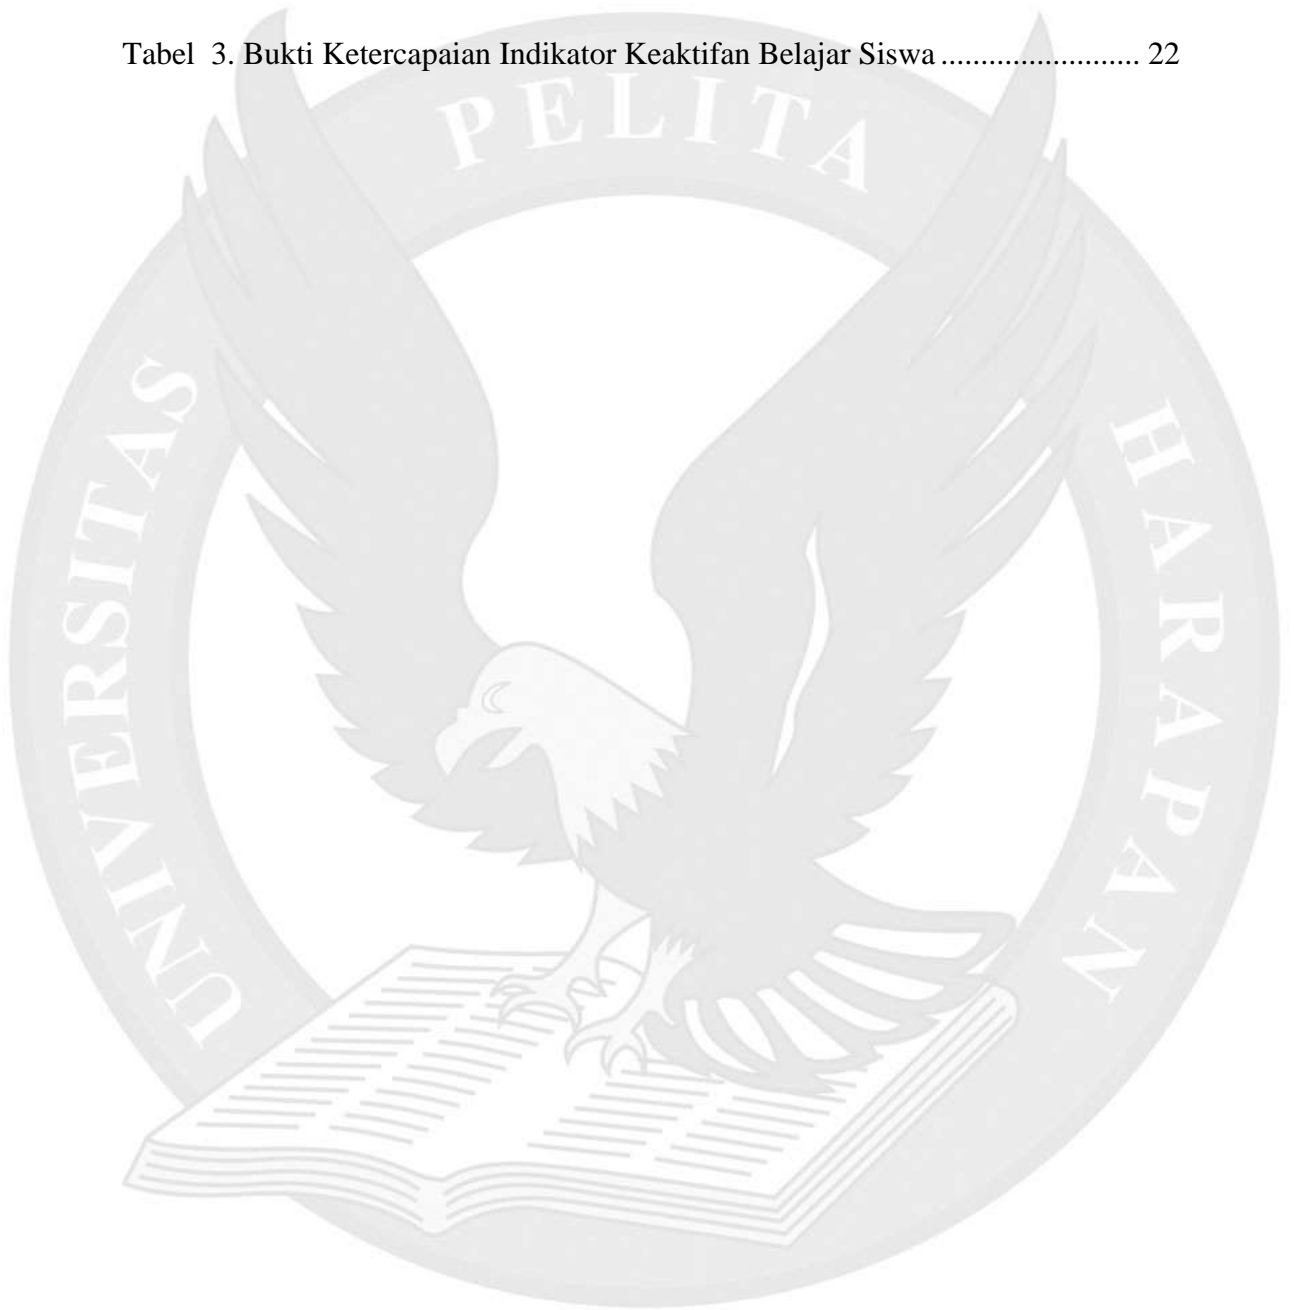 Tabel  3. Bukti Ketercapaian Indikator Keaktifan Belajar Siswa ......................... 22
UNIVERSITAS PELITA HARAPAN